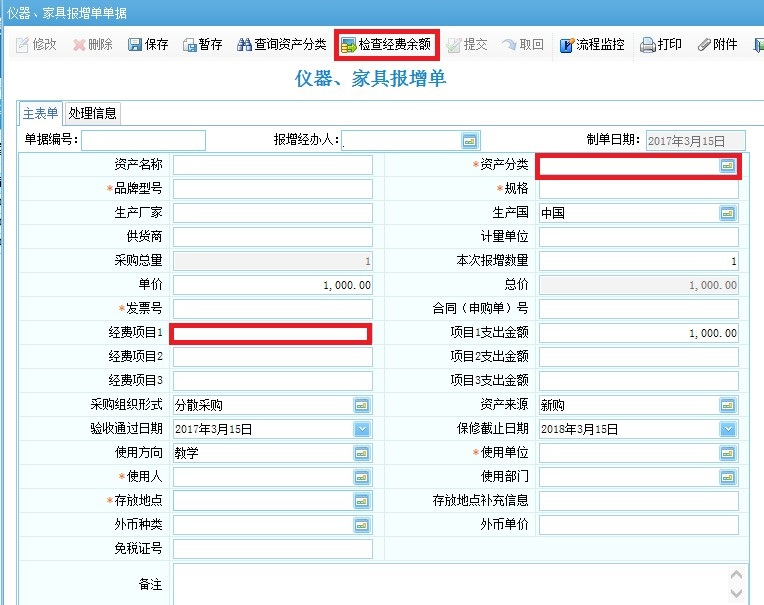 仪器、家具报增单单据
修改 删除 保存 暂存 查询资产分类 检查经费余额 提交 取回 流程监控 打印 附件
仪器、家具报增单
主表单 处理信息
单据编号: 报增经办人: 制单日期: 2017年3月15日
资产名称 *资产分类
*品牌型号 *规格
生产厂家 生产国 中国
供货商 计量单位
采购总量 1 本次报增数量 1
单价 1,000.00 总价 1,000.00
*发票号 合同（申购单）号
经费项目1 项目1支出金额 1,000.00
经费项目2 项目2支出金额
经费项目3 项目3支出金额
采购组织形式 分散采购 资产来源 新购
验收通过日期 2017年3月15日 保修截止日期 2018年3月15日
使用方向 教学 *使用单位
*使用人 使用部门
*存放地点 存放地点补充信息
外币种类 外币单价
免税证号
备注